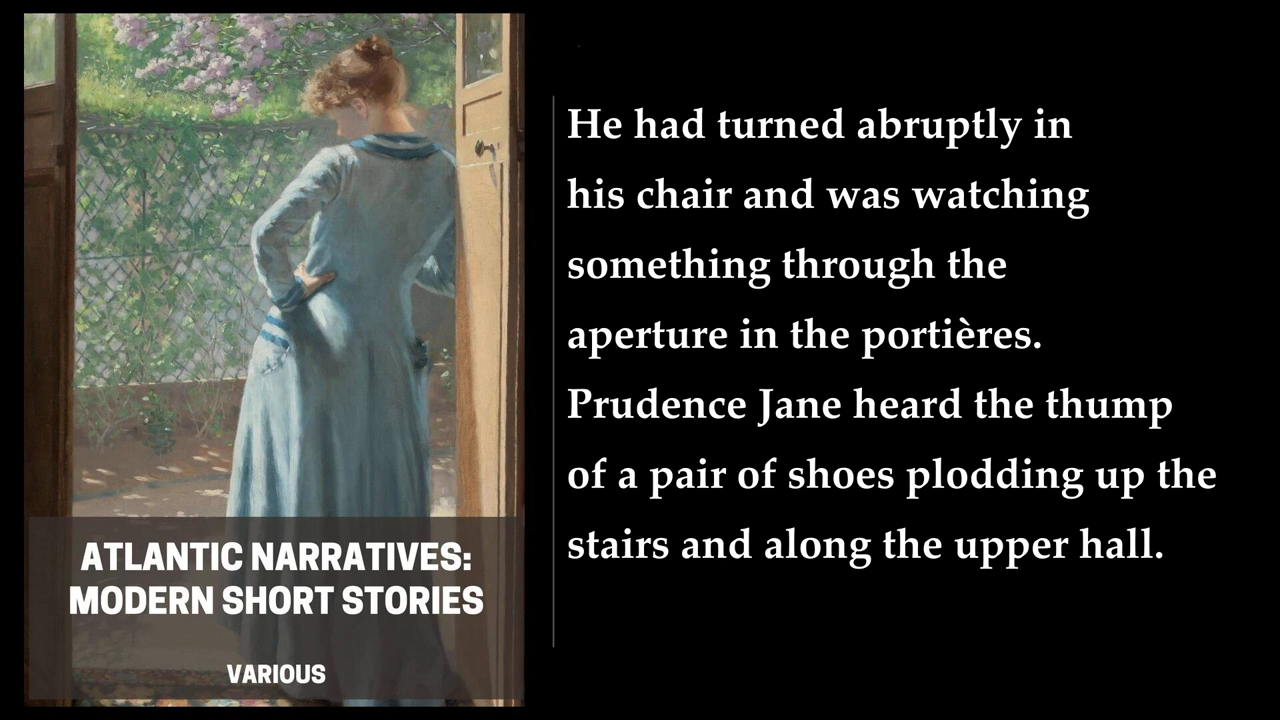 He had turned abruptly in
his chair and was watching
something through the
aperture in the portières.
Prudence Jane heard the thump
of a pair of shoes plodding up the
stairs and along the upper hall.
ATLANTIC NARRATIVES:
MODERN SHORT STORIES
VARIOUS